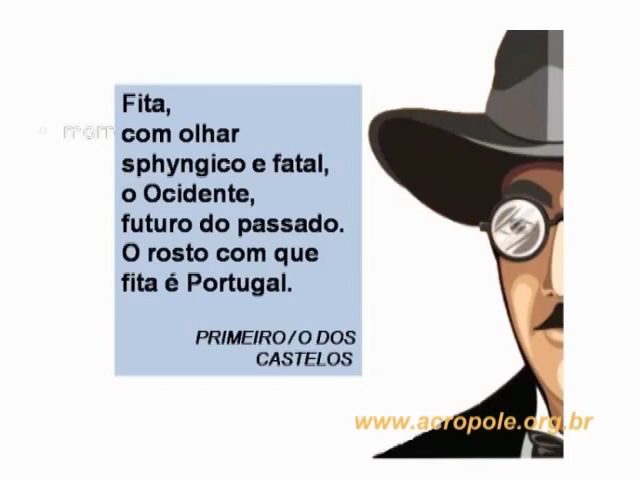 Fita,
com olhar
sphyngico e fatal,
o Ocidente,
futuro do passado.
O rosto com que
fita é Portugal.
PRIMEIRO / O DOS
CASTELOS
www.acropole.org.br